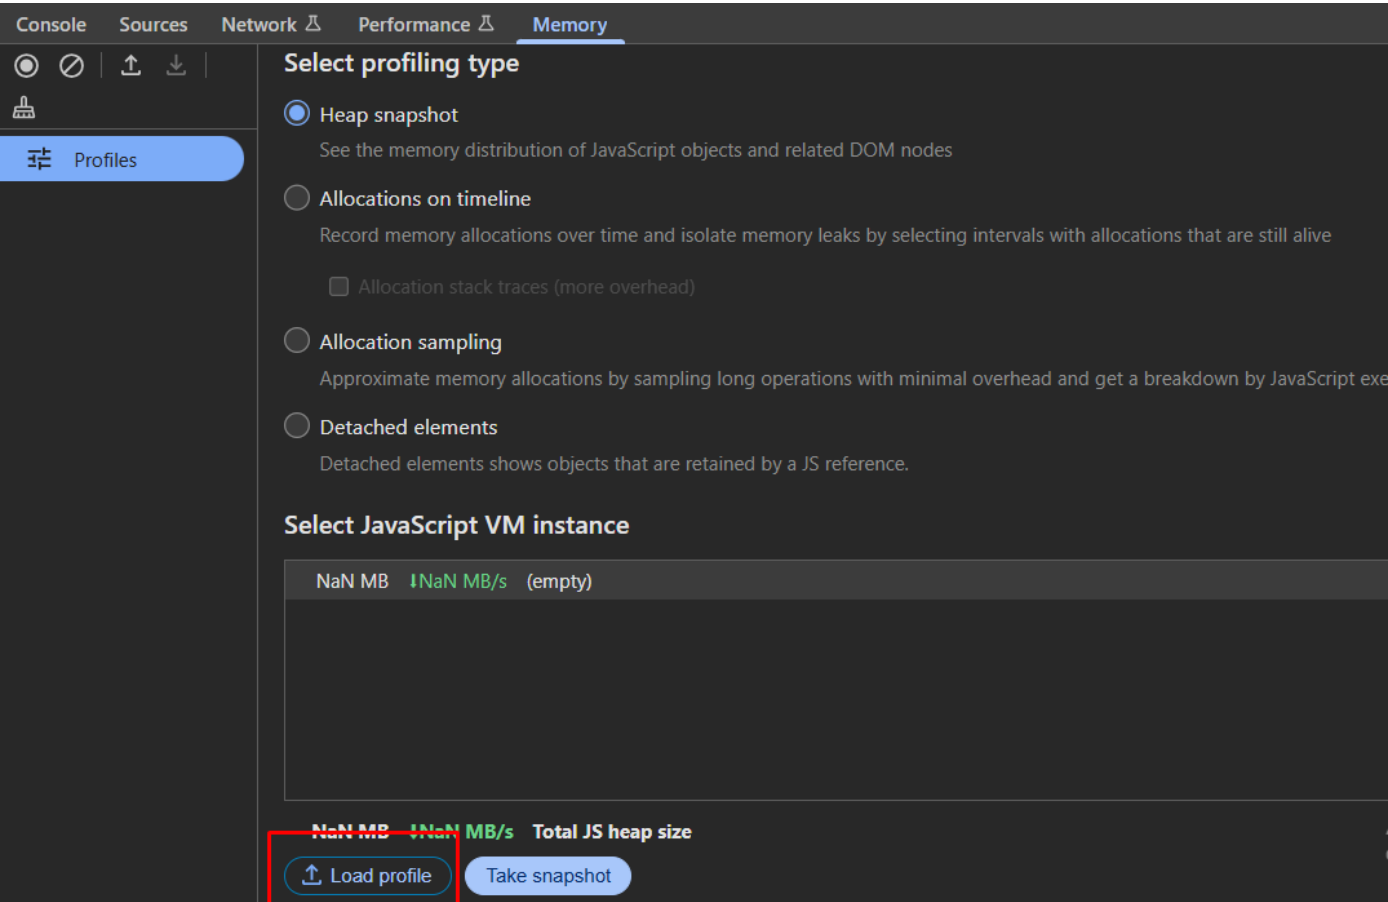 Console Sources Network Performance Memory
Select profiling type
Profiles
Heap snapshot
See the memory distribution of JavaScript objects and related DOM nodes
Allocations on timeline
Record memory allocations over time and isolate memory leaks by selecting intervals with allocations that are still alive
Allocation stack traces (more overhead)
Allocation sampling
Approximate memory allocations by sampling long operations with minimal overhead and get a breakdown by JavaScript exe
Detached elements
Detached elements shows objects that are retained by a JS reference.
Select JavaScript VM instance
NaN MB ⬇NaN MB/s (empty)
NaN MB ⬇NaN MB/s Total JS heap size
Load profile Take snapshot